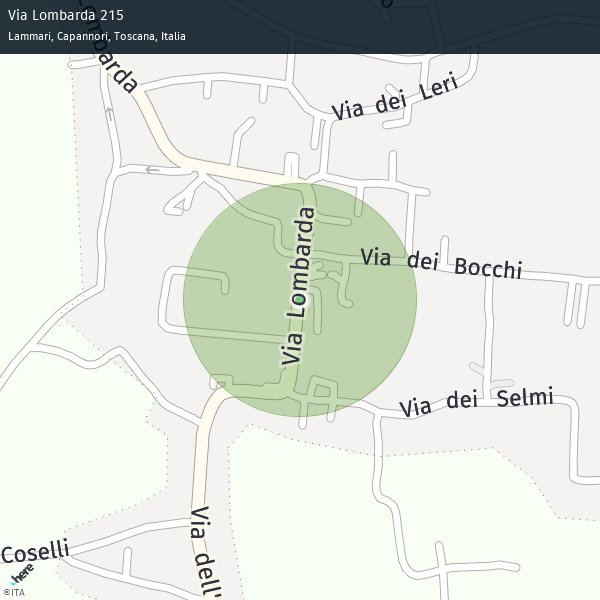 Via Lombarda 215
Lammari, Capannori, Toscana, Italia
Lombarda
Via dei Leri
Via Lombarda
Via dei Bocchi
Via dei Selmi
Via dell'
Coselli
here
©ITA